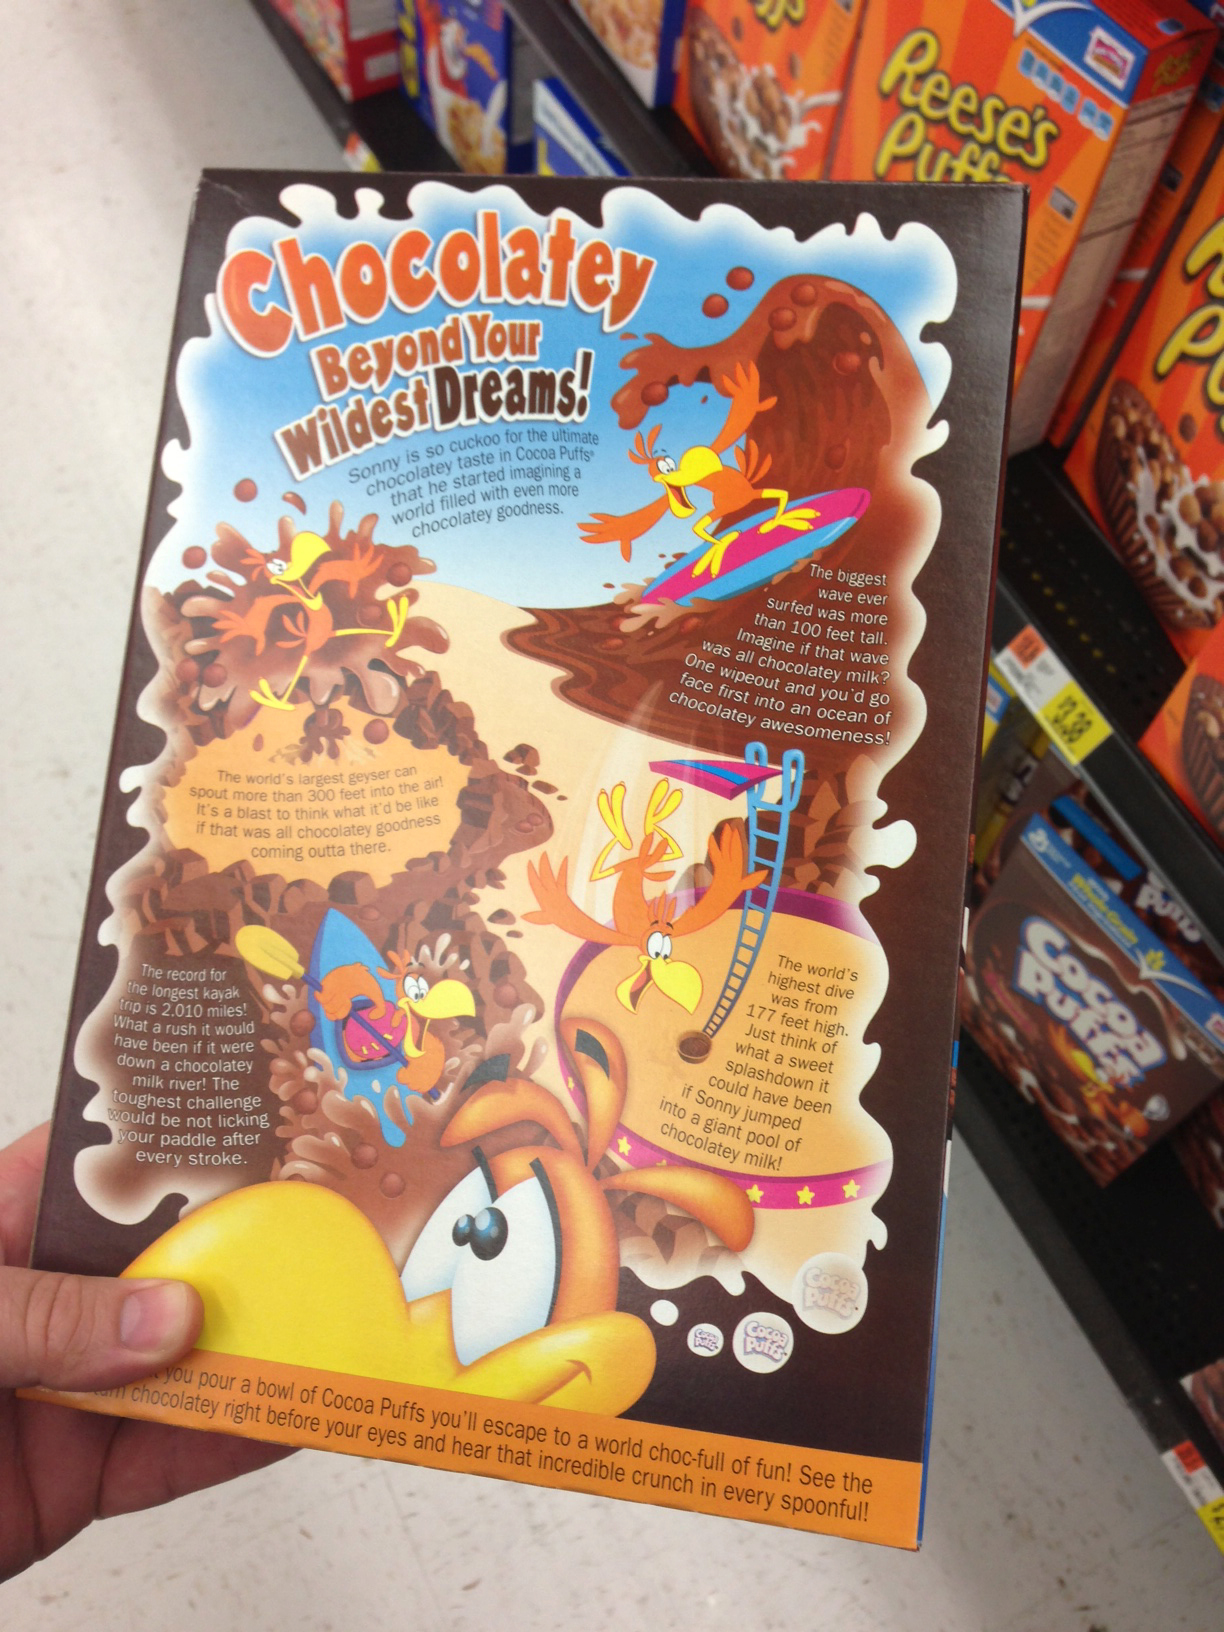 Chocolatey
Beyond Your
Wildest Dreams!
Sonny is so cuckoo for the ultimate
chocolatey taste in Cocoa Puffs®
that he started imagining a
world filled with even more
chocolatey goodness.
The biggest
wave ever
surfed was more
than 100 feet tall.
Imagine if that wave
was all chocolatey milk?
One wipeout and you'd go
face first into an ocean of
chocolatey awesomeness!
The world's largest geyser can
spout more than 300 feet into the air!
It's a blast to think what it'd be like
if that was all chocolatey goodness
coming outta there.
The record for
the longest kayak
trip is 2,010 miles!
What a rush it would
have been if it were
down a chocolatey
milk river! The
toughest challenge
would be not licking
your paddle after
every stroke.
The world's
highest dive
was from
177 feet high.
Just think of
what a sweet
splashdown it
could have been
if Sonny jumped
into a giant pool of
chocolatey milk!
Cocoa
Puffs
Cocoa
Puffs
Cocoa
Puffs
you pour a bowl of Cocoa Puffs you'll escape to a world choc-full of fun! See the
chocolatey right before your eyes and hear that incredible crunch in every spoonful!
Reese's
Puffs
Cocoa
Puffs
Whole Grain